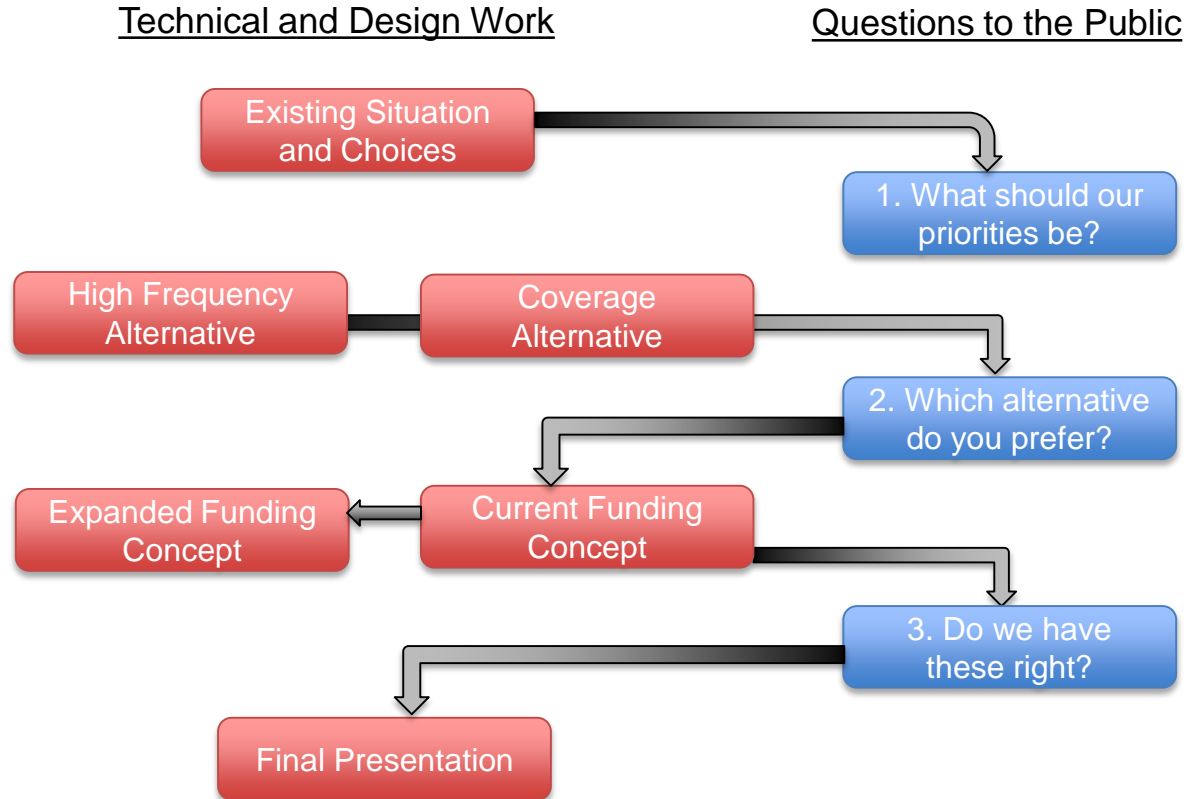 Technical and Design Work
Questions to the Public
Existing Situation
and Choices
1. What should our
priorities be?
High Frequency
Alternative
Coverage
Alternative
2. Which alternative
do you prefer?
Expanded Funding
Concept
Current Funding
Concept
3. Do we have
these right?
Final Presentation